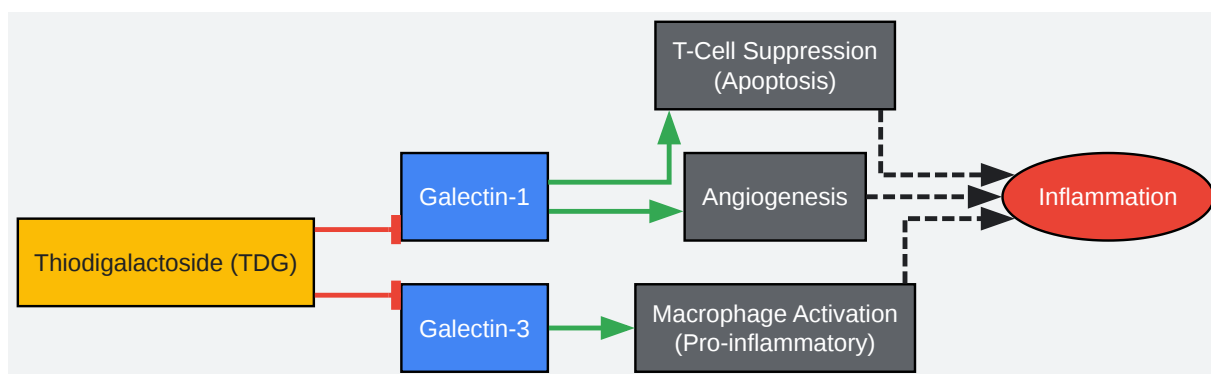 T-Cell Suppression
(Apoptosis)
Galectin-1
Angiogenesis
Inflammation
Thiodigalactoside (TDG)
Galectin-3
Macrophage Activation
(Pro-inflammatory)